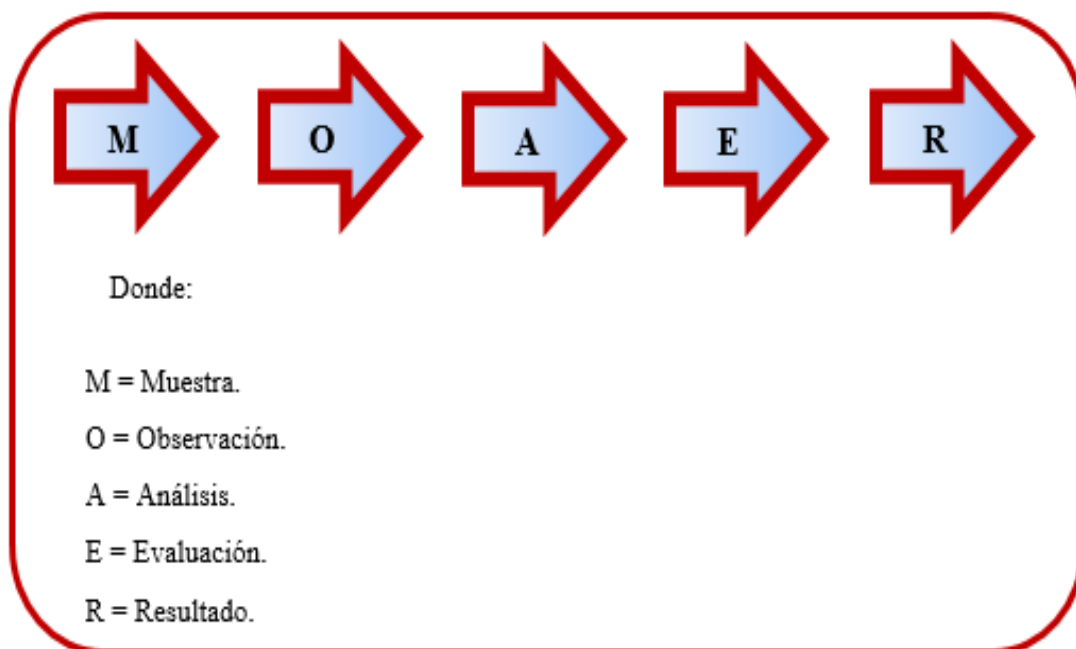 M O A E R
Donde:
M = Muestra.
O = Observación.
A = Análisis.
E = Evaluación.
R = Resultado.